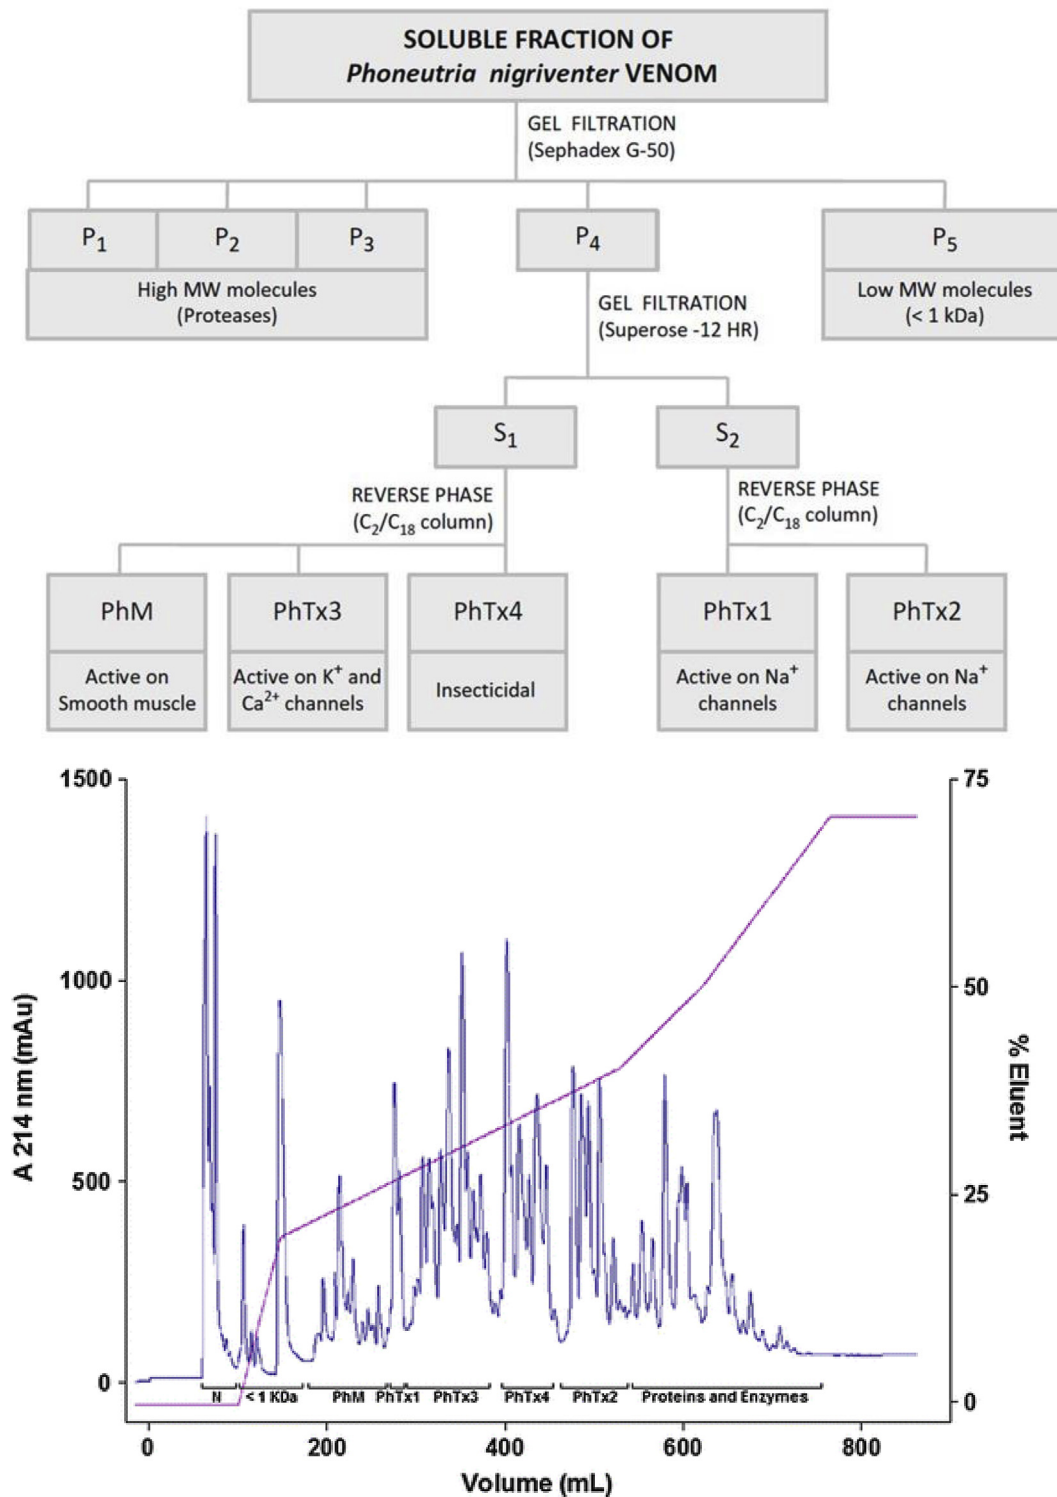 SOLUBLE FRACTION OF
Phoneutria nigriventer VENOM
GEL FILTRATION
(Sephadex G-50)
P1 P2 P3 P4 P5
High MW molecules
(Proteases)
Low MW molecules
(< 1 kDa)
GEL FILTRATION
(Superose -12 HR)
S1 S2
REVERSE PHASE
(C2/C18 column)
REVERSE PHASE
(C2/C18 column)
PhM PhTx3 PhTx4 PhTx1 PhTx2
Active on
Smooth muscle
Active on K+ and
Ca2+ channels
Insecticidal
Active on Na+
channels
Active on Na+
channels
1500
1000
500
0
A 214 nm (mAu)
75
50
25
0
% Eluent
N < 1 KDa PhM PhTx1 PhTx3 PhTx4 PhTx2 Proteins and Enzymes
0 200 400 600 800
Volume (mL)